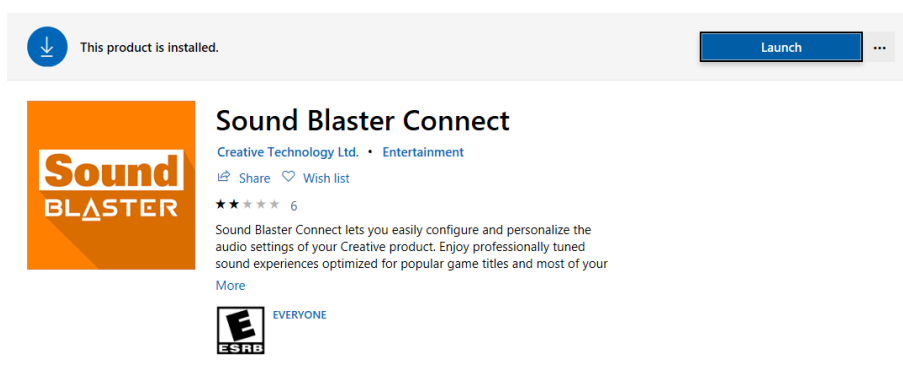 This product is installed.
Launch
Sound Blaster Connect
Creative Technology Ltd. • Entertainment
Share Wish list
6
Sound Blaster Connect lets you easily configure and personalize the
audio settings of your Creative product. Enjoy professionally tuned
sound experiences optimized for popular game titles and most of your
More
Sound
BLASTER
E
ESRB
EVERYONE